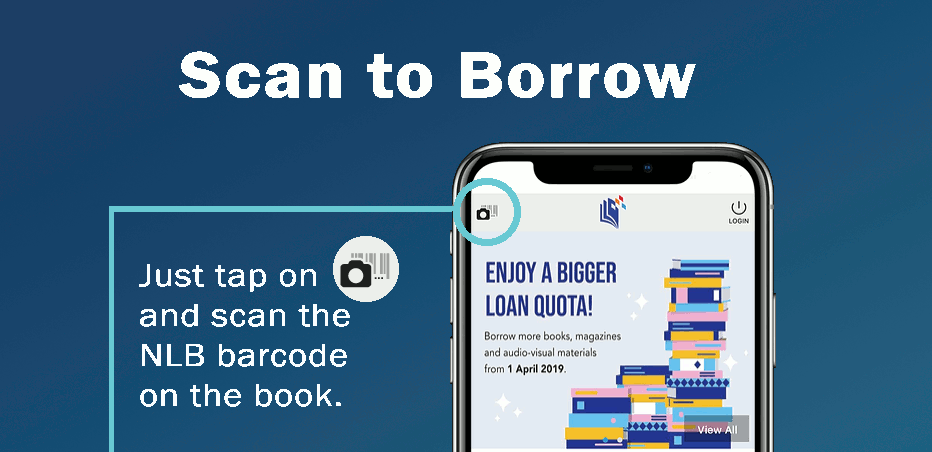 Scan to Borrow
LOGIN
Just tap on
and scan the
NLB barcode
on the book.
ENJOY A BIGGER
LOAN QUOTA!
Borrow more books, magazines
and audio-visual materials
from 1 April 2019.
View All